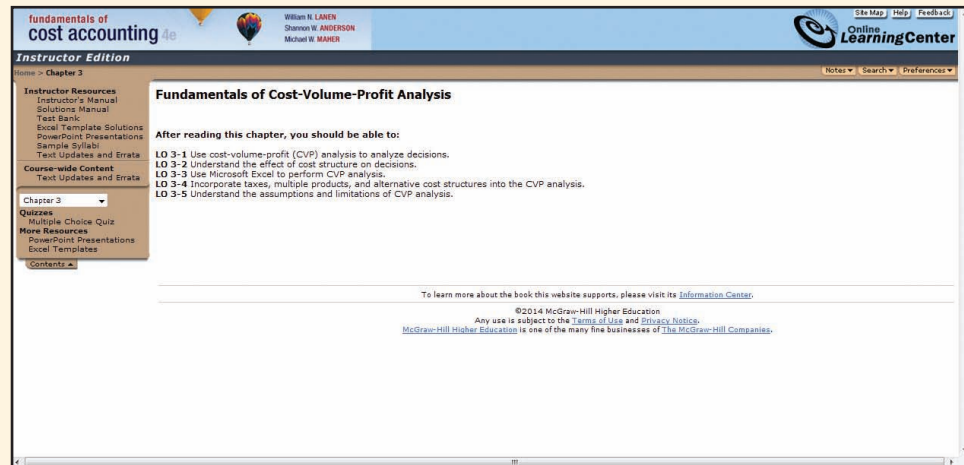 fundamentals of
cost accounting 4e
William N. LANEN
Shannon W. ANDERSON
Michael W. MAHER
Site Map Help Feedback
Online
LearningCenter
Instructor Edition
Home > Chapter 3
Notes Search Preferences
Instructor Resources
Instructor's Manual
Solutions Manual
Test Bank
Excel Template Solutions
PowerPoint Presentations
Sample Syllabi
Text Updates and Errata
Course-wide Content
Text Updates and Errata
Chapter 3
Quizzes
Multiple Choice Quiz
More Resources
PowerPoint Presentations
Excel Templates
Contents
Fundamentals of Cost-Volume-Profit Analysis
After reading this chapter, you should be able to:
LO 3-1 Use cost-volume-profit (CVP) analysis to analyze decisions.
LO 3-2 Understand the effect of cost structure on decisions.
LO 3-3 Use Microsoft Excel to perform CVP analysis.
LO 3-4 Incorporate taxes, multiple products, and alternative cost structures into the CVP analysis.
LO 3-5 Understand the assumptions and limitations of CVP analysis.
To learn more about the book this website supports, please visit its Information Center.
©2014 McGraw-Hill Higher Education
Any use is subject to the Terms of Use and Privacy Notice.
McGraw-Hill Higher Education is one of the many fine businesses of The McGraw-Hill Companies.